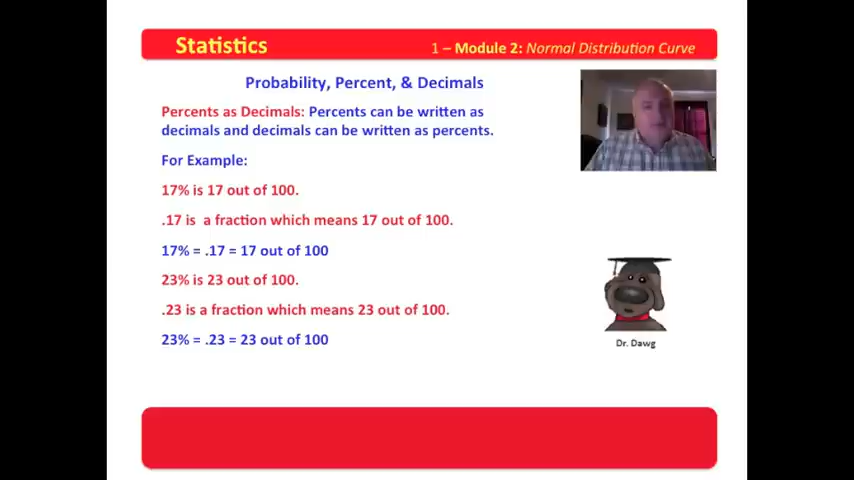 Statistics
1 – Module 2: Normal Distribution Curve
Probability, Percent, & Decimals
Percents as Decimals: Percents can be written as
decimals and decimals can be written as percents.
For Example:
17% is 17 out of 100.
.17 is a fraction which means 17 out of 100.
17% = .17 = 17 out of 100
23% is 23 out of 100.
.23 is a fraction which means 23 out of 100.
23% = .23 = 23 out of 100
Dr. Dawg